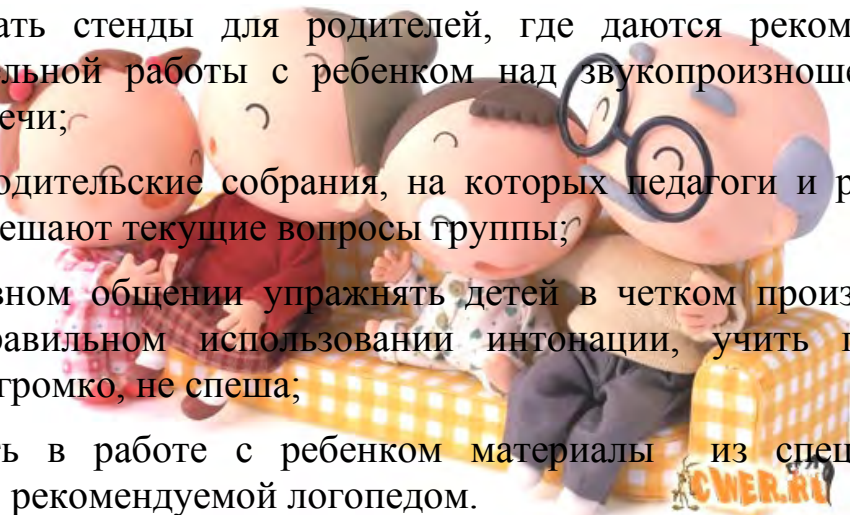 ать стенды для родителей, где даются реком
льной работы с ребенком над звукопроизноше
ечи;
одительские собрания, на которых педагоги и р
ешают текущие вопросы группы;
вном общении упражнять детей в четком произ
равильном использовании интонации, учить г
громко, не спеша;
ь в работе с ребенком материалы из спец
рекомендуемой логопедом.
CWER.RU